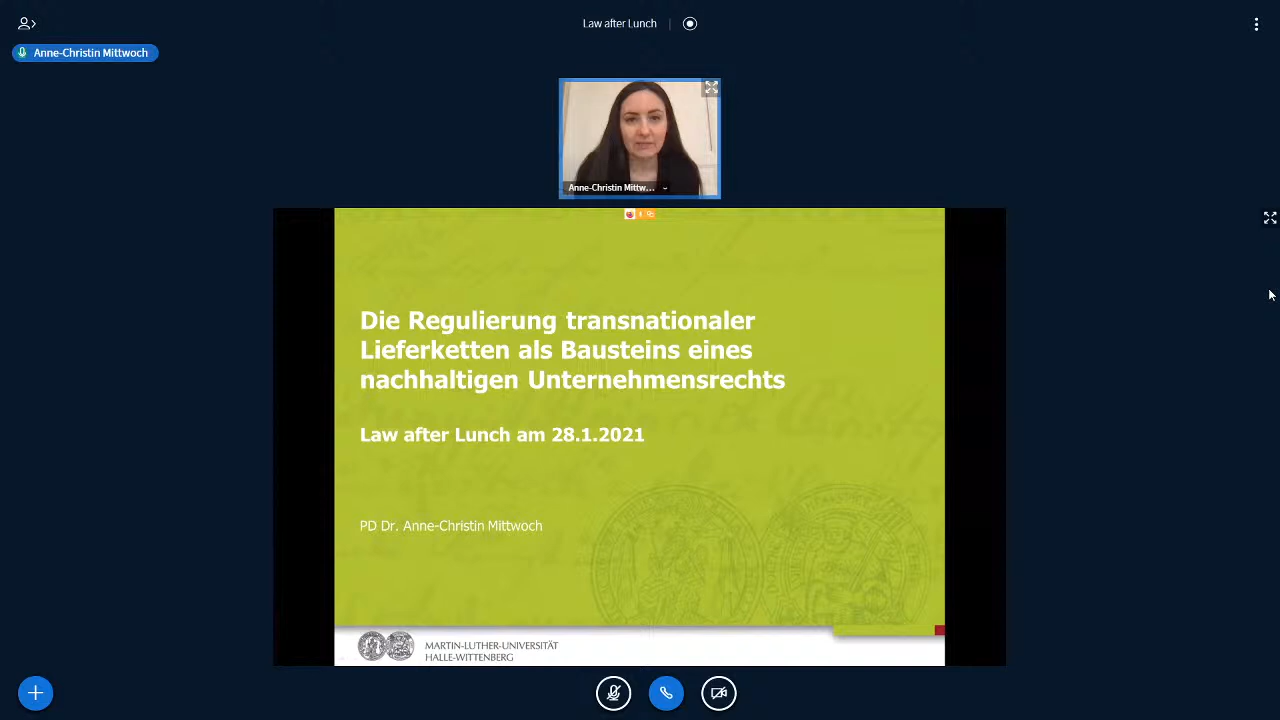 Law after Lunch
Anne-Christin Mittwoch
Anne-Christin Mittw...
Die Regulierung transnationaler
Lieferketten als Bausteins eines
nachhaltigen Unternehmensrechts
Law after Lunch am 28.1.2021
PD Dr. Anne-Christin Mittwoch
MARTIN-LUTHER-UNIVERSITÄT
HALLE-WITTENBERG